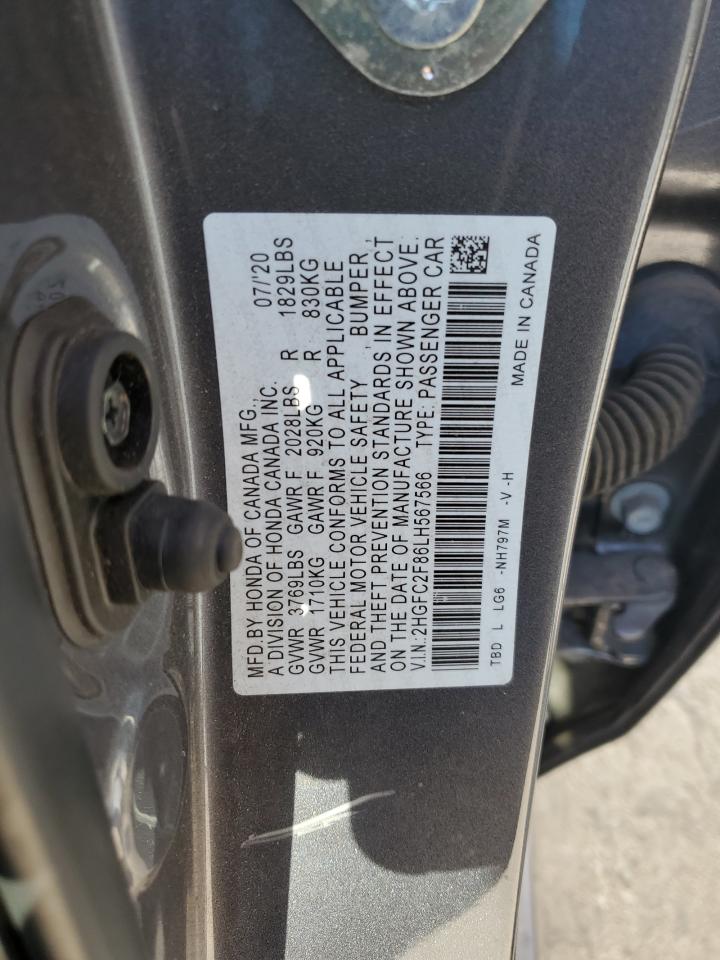 MFD.BY HONDA OF CANADA MFG.,
A DIVISION OF HONDA CANADA INC. 07/'20
GVWR 3769LBS GAWR F 2028LBS R 1829LBS
GVWR 1710KG GAWR F 920KG R 830KG
THIS VEHICLE CONFORMS TO ALL APPLICABLE
FEDERAL MOTOR VEHICLE SAFETY , BUMPER ,
AND THEFT PREVENTION STANDARDS IN EFFECT
ON THE DATE OF MANUFACTURE SHOWN ABOVE.
V.I.N.:2HGFC2F86LH567566 TYPE: PASSENGER CAR
TBD L LG6 -NH797M -V -H
MADE IN CANADA